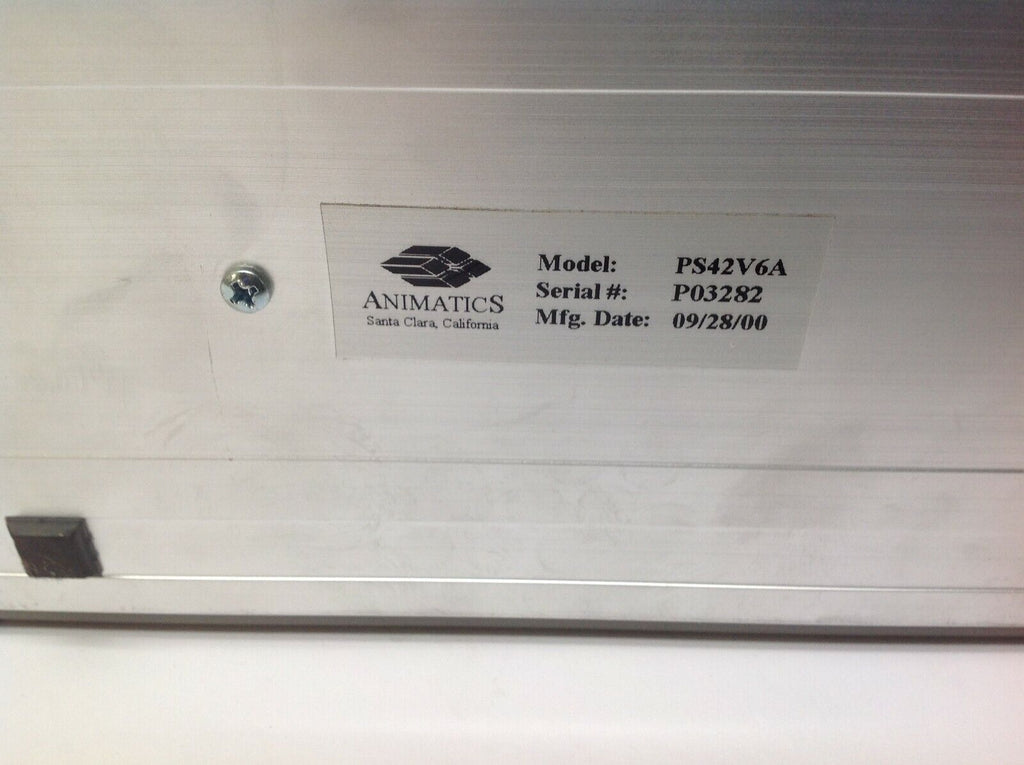 ANIMATICS
Santa Clara, California
Model: PS42V6A
Serial #: P03282
Mfg. Date: 09/28/00